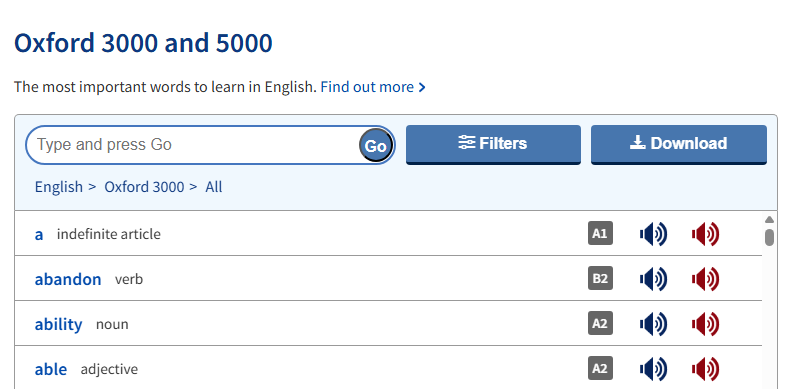 Oxford 3000 and 5000
The most important words to learn in English. Find out more >
Type and press Go Go Filters Download
English > Oxford 3000 > All
a indefinite article A1
abandon verb B2
ability noun A2
able adjective A2